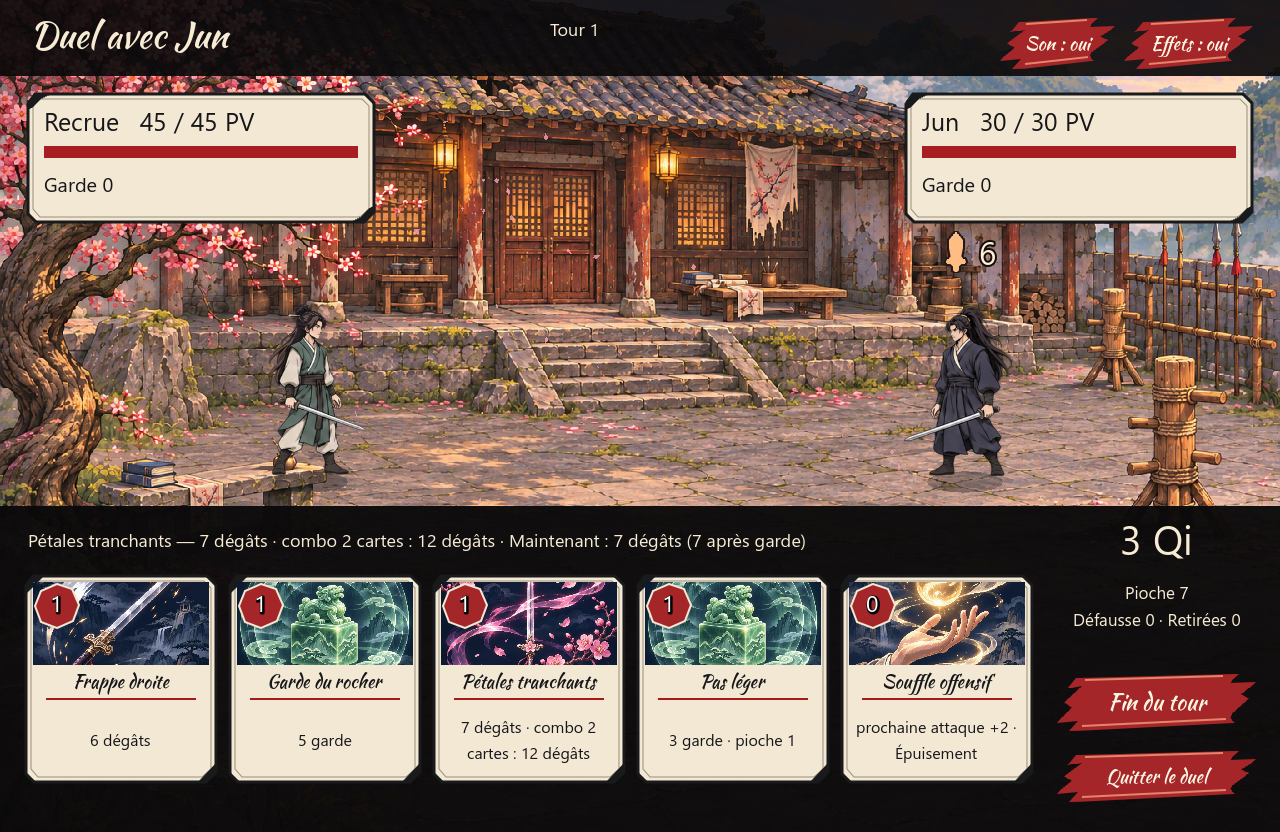 Duel avec Jun
Tour 1
Son : oui
Effets : oui
Recrue 45 / 45 PV
Garde 0
Jun 30 / 30 PV
Garde 0
6
Pétales tranchants — 7 dégâts · combo 2 cartes : 12 dégâts · Maintenant : 7 dégâts (7 après garde)
3 Qi
Pioche 7
Défausse 0 · Retirées 0
1
Frappe droite
6 dégâts
1
Garde du rocher
5 garde
1
Pétales tranchants
7 dégâts · combo 2
cartes : 12 dégâts
1
Pas léger
3 garde · pioche 1
0
Souffle offensif
prochaine attaque +2 ·
Épuisement
Fin du tour
Quitter le duel